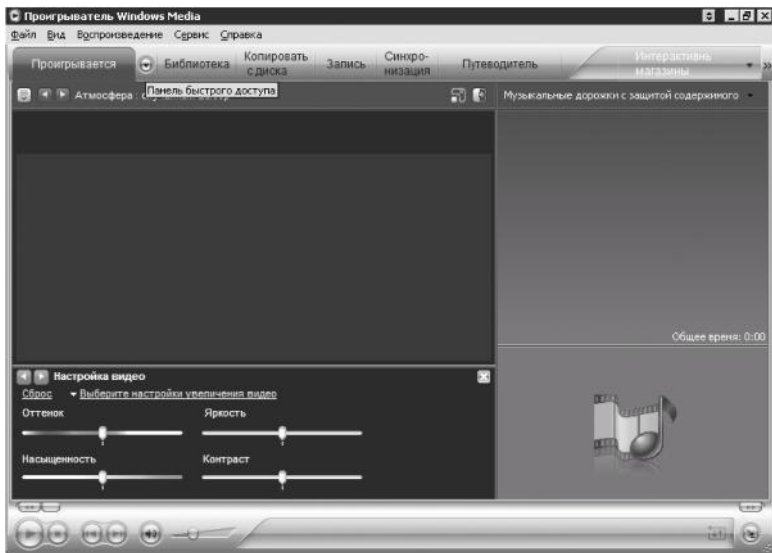 Проигрыватель Windows Media
Файл Вид Воспроизведение Сервис Справка
Проигрывается Библиотека Копировать с диска Запись Синхро-низация Путеводитель Интерактивн магазины »
Атмосфера :
Панель быстрого доступа
Музыкальные дорожки с защитой содержимого
Общее время: 0:00
Настройка видео
Сброс Выберите настройки увеличения видео
Оттенок Яркость
Насыщенность Контраст